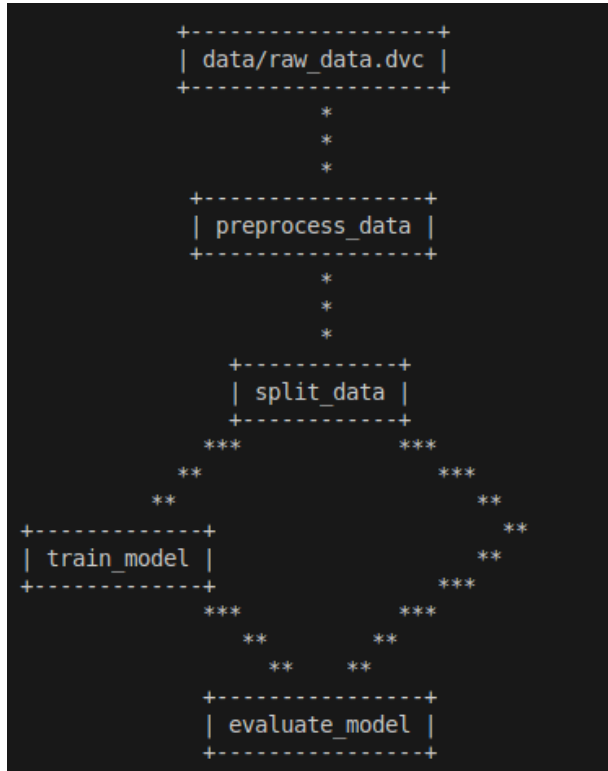 data/raw_data.dvc
preprocess_data
split_data
train_model
evaluate_model